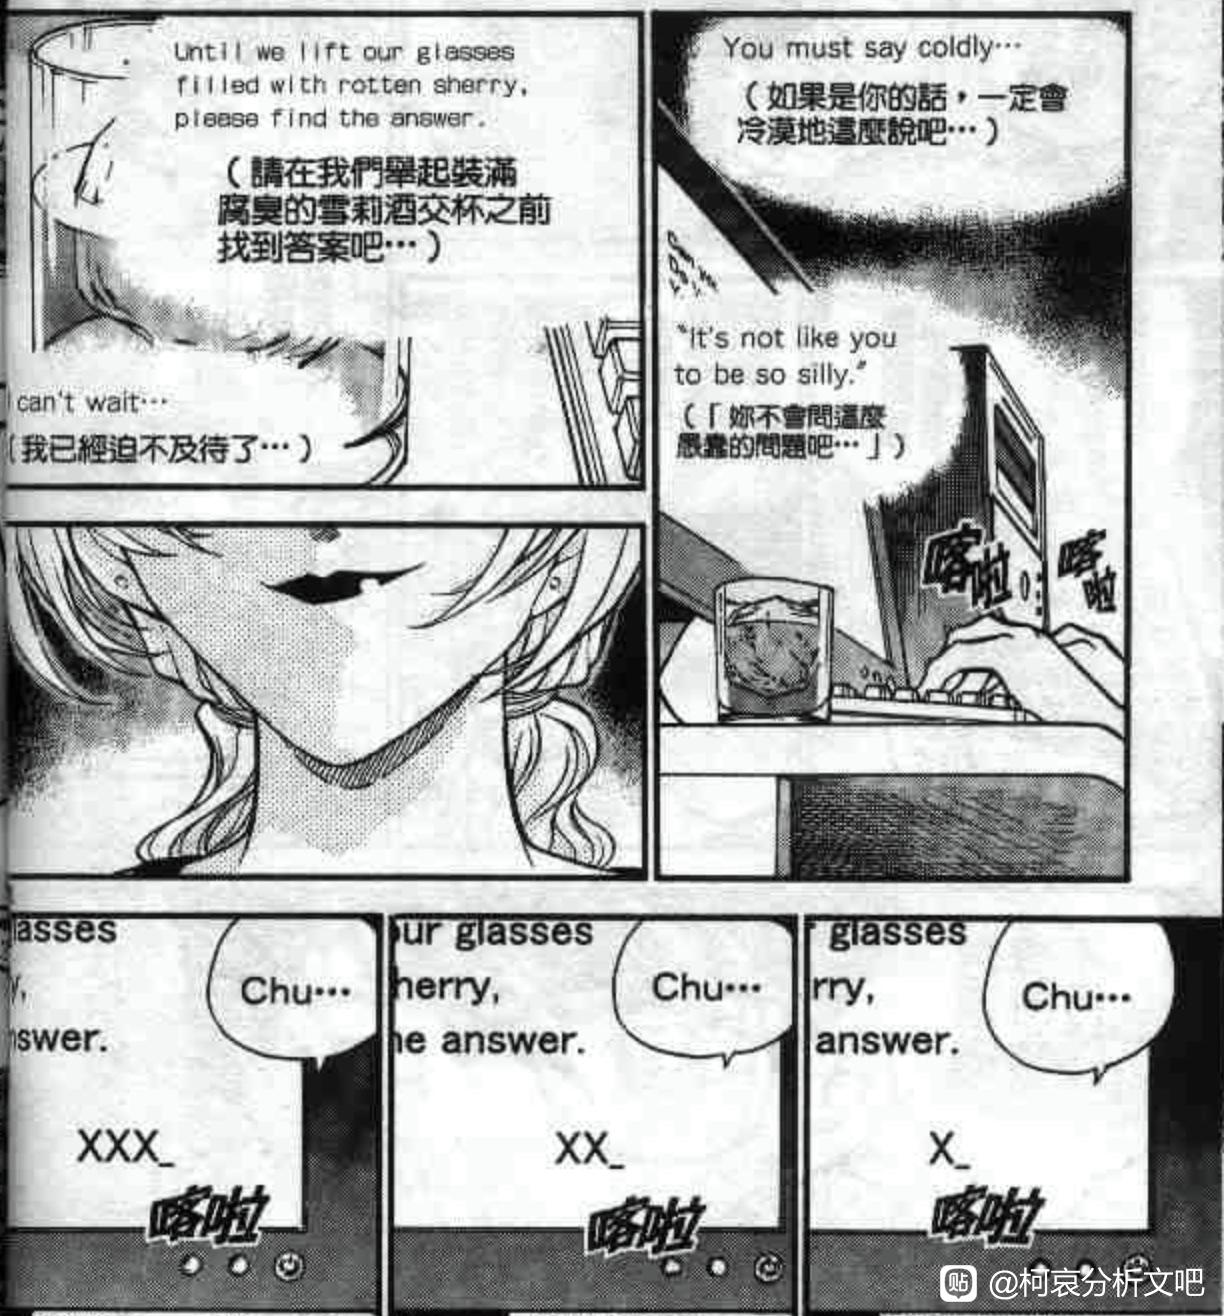 You must say coldly…
（如果是你的話，一定會
冷漠地這麼說吧…）
"It's not like you
to be so silly."
（「妳不會問這麼
愚蠢的問題吧…」）
喀啦
喀啦
Until we lift our glasses
filled with rotten sherry,
please find the answer.
（請在我們舉起裝滿
腐臭的雪莉酒交杯之前
找到答案吧…）
I can't wait…
（我已經迫不及待了…）
glasses
rry,
answer.
Chu…
X_
喀啦
ur glasses
herry,
he answer.
Chu…
XX_
喀啦
lasses
y,
swer.
Chu…
XXX_
喀啦
贴 @柯哀分析文吧